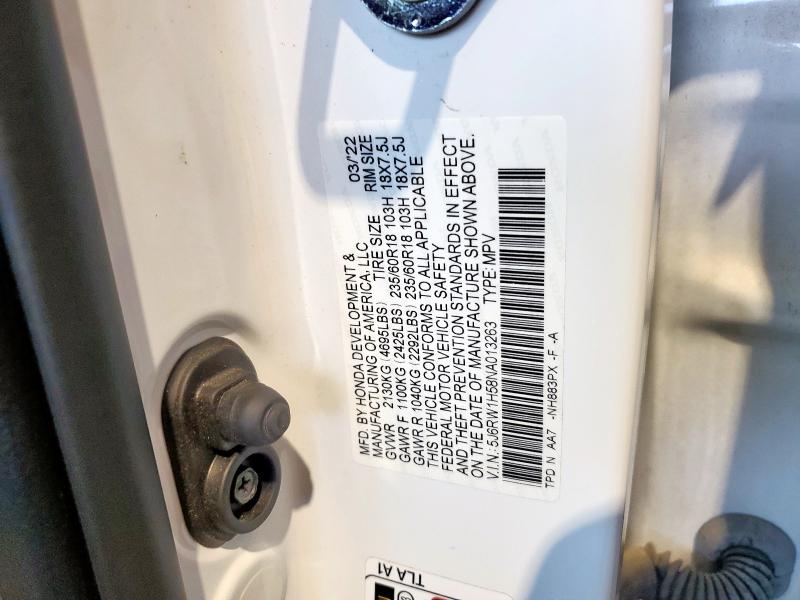 MFD. BY HONDA DEVELOPMENT & 03/'22
MANUFACTURING OF AMERICA, LLC
TIRE SIZE RIM SIZE
GVWR 2130KG (4695LBS)
GAWR F 1100KG (2425LBS) 235/60R18 103H 18X7.5J
GAWR R 1040KG (2292LBS) 235/60R18 103H 18X7.5J
THIS VEHICLE CONFORMS TO ALL APPLICABLE
FEDERAL MOTOR VEHICLE SAFETY
AND THEFT PREVENTION STANDARDS IN EFFECT
ON THE DATE OF MANUFACTURE SHOWN ABOVE.
V.I.N.: 5J6RW1H58NA013263 TYPE: MPV
TPD N AA7 -NH883PX -F -A
TLA A1